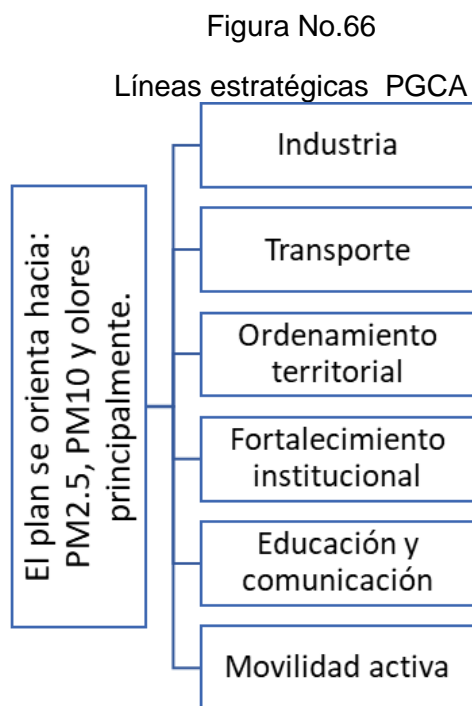 Figura No.66
Líneas estratégicas PGCA
El plan se orienta hacia:
PM2.5, PM10 y olores
principalmente.
Industria
Transporte
Ordenamiento
territorial
Fortalecimiento
institucional
Educación y
comunicación
Movilidad activa